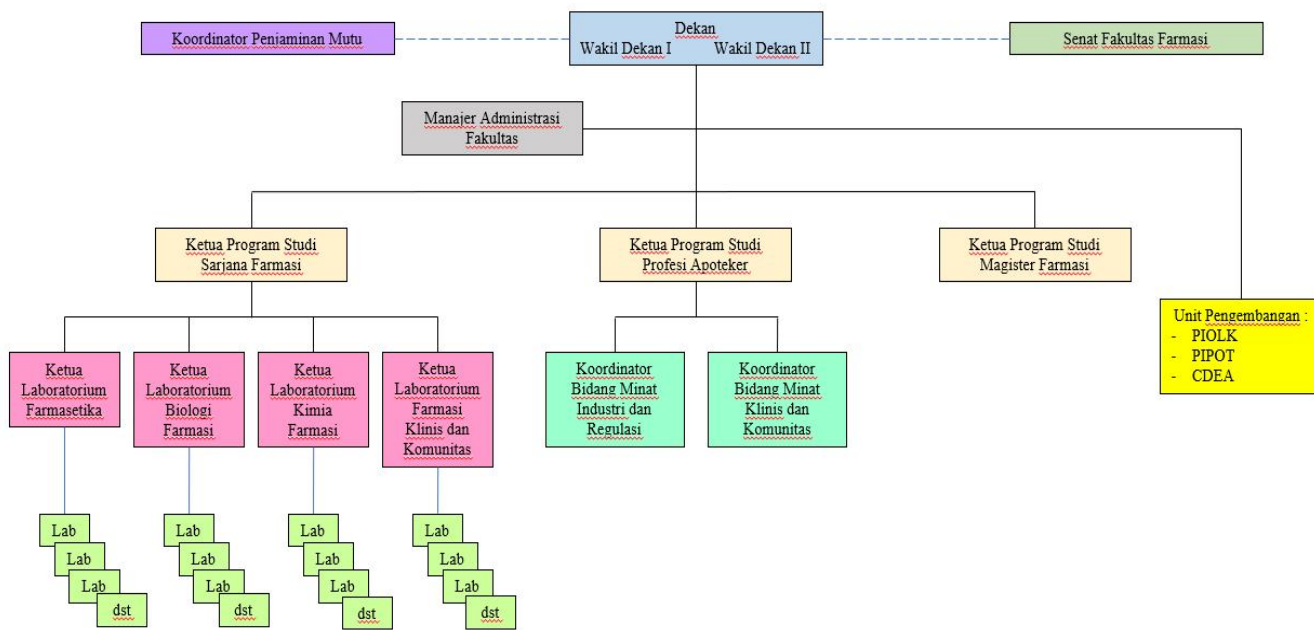 Koordinator Penjaminan Mutu
Dekan
Wakil Dekan I Wakil Dekan II
Senat Fakultas Farmasi
Manajer Administrasi
Fakultas
Ketua Program Studi
Sarjana Farmasi
Ketua Program Studi
Profesi Apoteker
Ketua Program Studi
Magister Farmasi
Unit Pengembangan :
- PIOLK
- PIPOT
- CDEA
Ketua
Laboratorium
Farmasetika
Ketua
Laboratorium
Biologi
Farmasi
Ketua
Laboratorium
Kimia
Farmasi
Ketua
Laboratorium
Farmasi
Klinis dan
Komunitas
Koordinator
Bidang Minat
Industri dan
Regulasi
Koordinator
Bidang Minat
Klinis dan
Komunitas
Lab
Lab
Lab
dst
Lab
Lab
Lab
dst
Lab
Lab
Lab
dst
Lab
Lab
Lab
dst